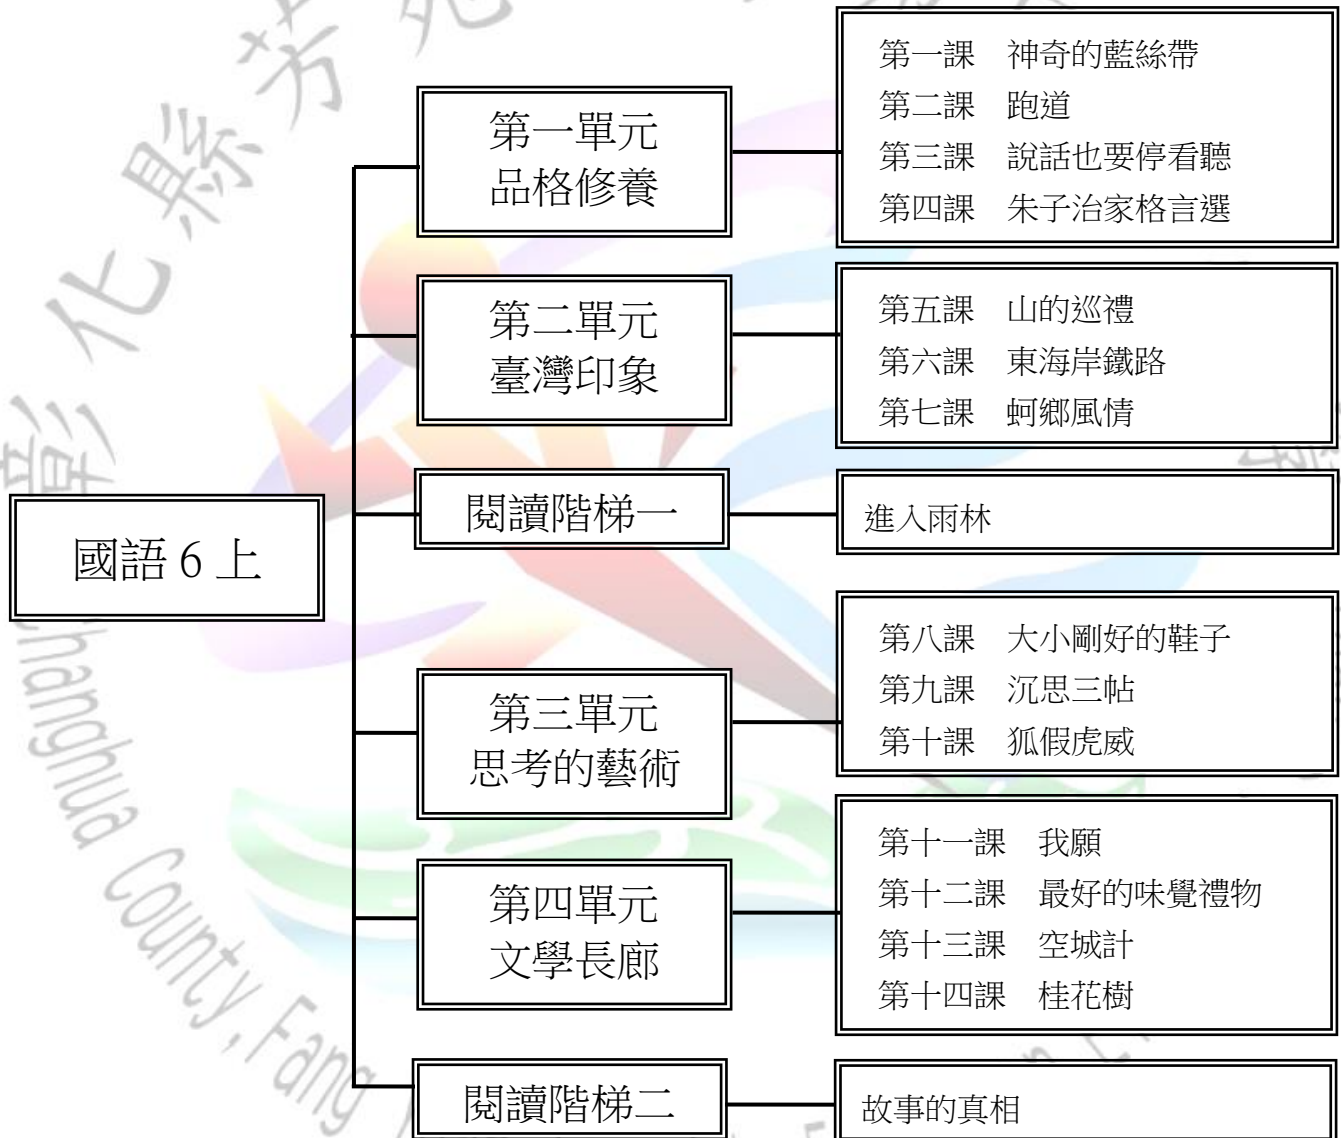 國語 6 上
第一單元
品格修養
第一課 神奇的藍絲帶
第二課 跑道
第三課 說話也要停看聽
第四課 朱子治家格言選
第二單元
臺灣印象
第五課 山的巡禮
第六課 東海岸鐵路
第七課 蚵鄉風情
閱讀階梯一
進入雨林
第三單元
思考的藝術
第八課 大小剛好的鞋子
第九課 沉思三帖
第十課 狐假虎威
第四單元
文學長廊
第十一課 我願
第十二課 最好的味覺禮物
第十三課 空城計
第十四課 桂花樹
閱讀階梯二
故事的真相
彰化縣芳苑
Changhua County, Fang